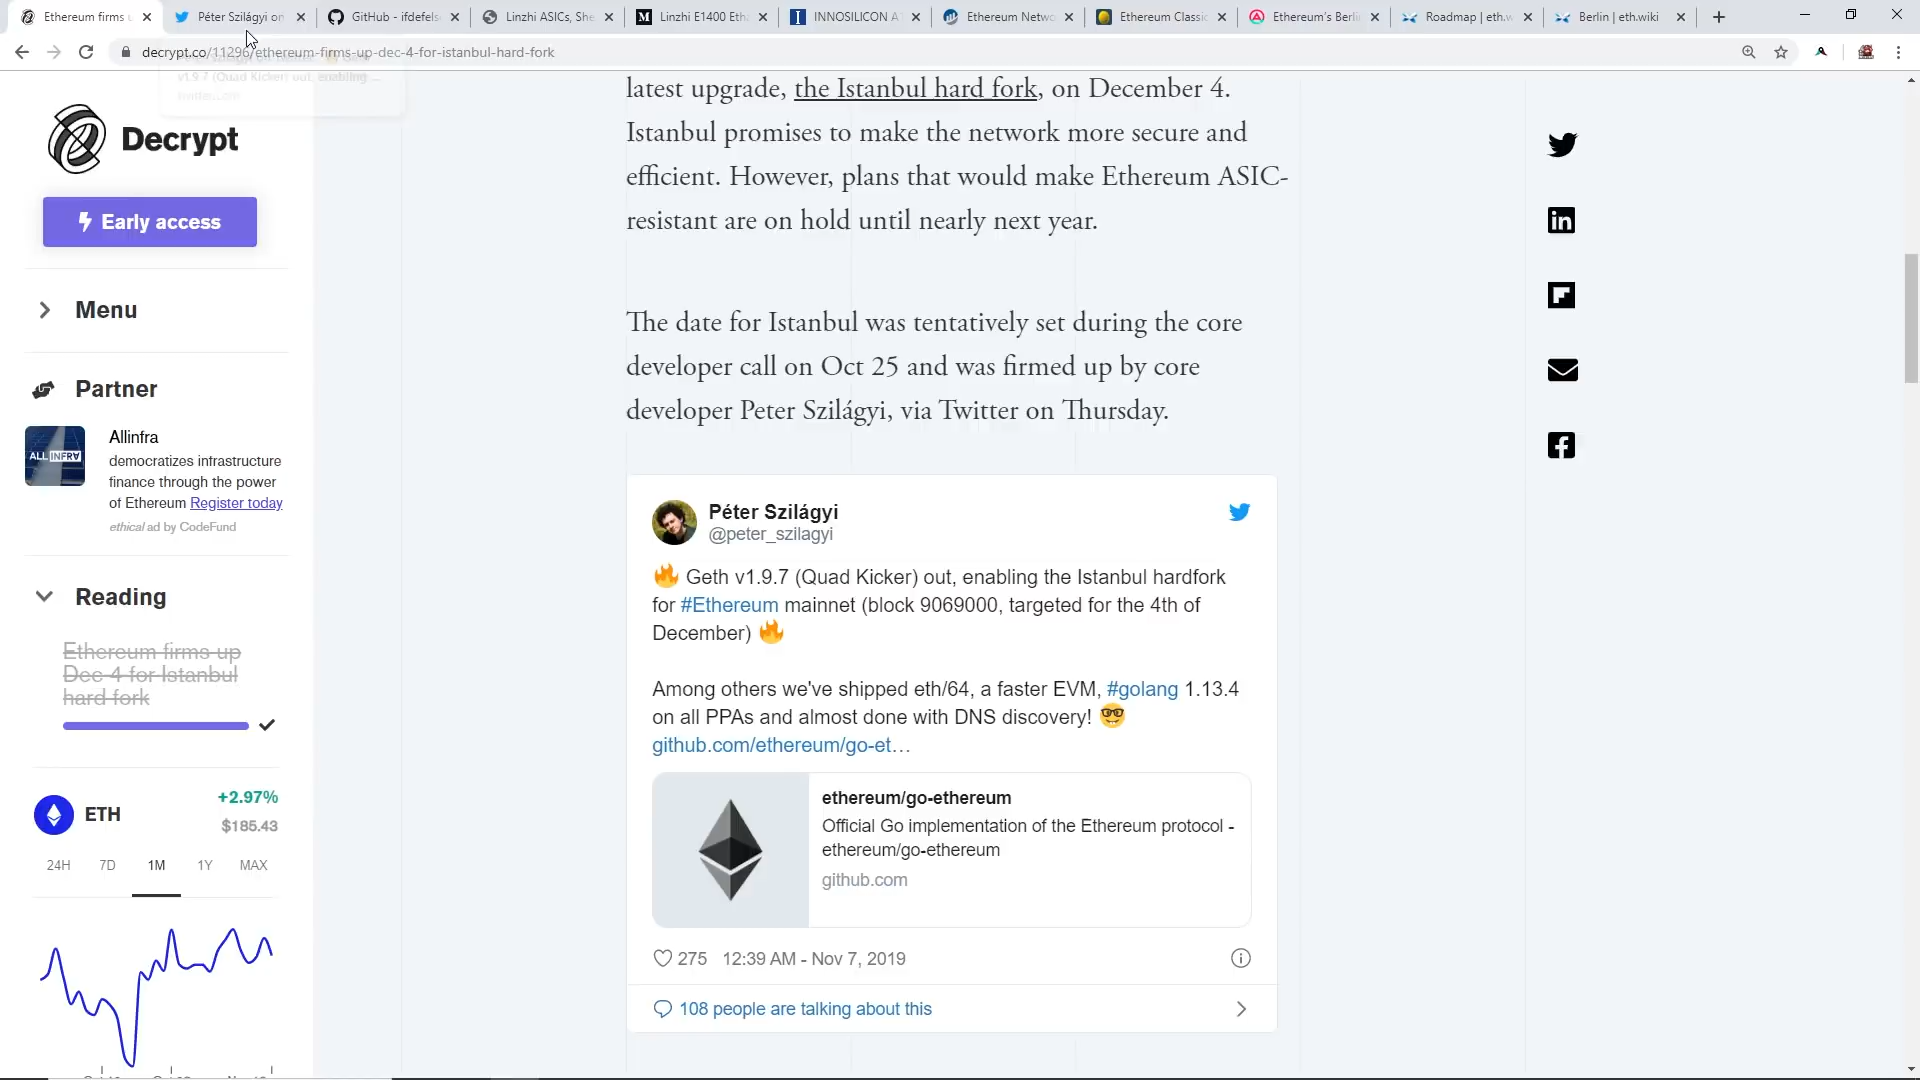 Ethereum firms u
Péter Szilágyi on
GitHub - ifdefels
Linzhi ASICs, She
Linzhi E1400 Eth
INNOSILICON A
Ethereum Netwo
Ethereum Classic
Ethereum's Berli
Roadmap | eth.w
Berlin | eth.wiki
decrypt.co/11296/ethereum-firms-up-dec-4-for-istanbul-hard-fork
v1.9.7 (Quad Kicker) out, enabling ...
twitter.com
Decrypt
Early access
Menu
Partner
ALLINFRA
Allinfra
democratizes infrastructure
finance through the power
of Ethereum Register today
ethical ad by CodeFund
Reading
Ethereum firms up
Dec 4 for Istanbul
hard fork
ETH
+2.97%
$185.43
24H 7D 1M 1Y MAX
latest upgrade, the Istanbul hard fork, on December 4.
Istanbul promises to make the network more secure and
efficient. However, plans that would make Ethereum ASIC-
resistant are on hold until nearly next year.
The date for Istanbul was tentatively set during the core
developer call on Oct 25 and was firmed up by core
developer Peter Szilágyi, via Twitter on Thursday.
Péter Szilágyi
@peter_szilagyi
🔥 Geth v1.9.7 (Quad Kicker) out, enabling the Istanbul hardfork
for #Ethereum mainnet (block 9069000, targeted for the 4th of
December) 🔥
Among others we've shipped eth/64, a faster EVM, #golang 1.13.4
on all PPAs and almost done with DNS discovery! 🤓
github.com/ethereum/go-et…
ethereum/go-ethereum
Official Go implementation of the Ethereum protocol -
ethereum/go-ethereum
github.com
275 12:39 AM - Nov 7, 2019
108 people are talking about this